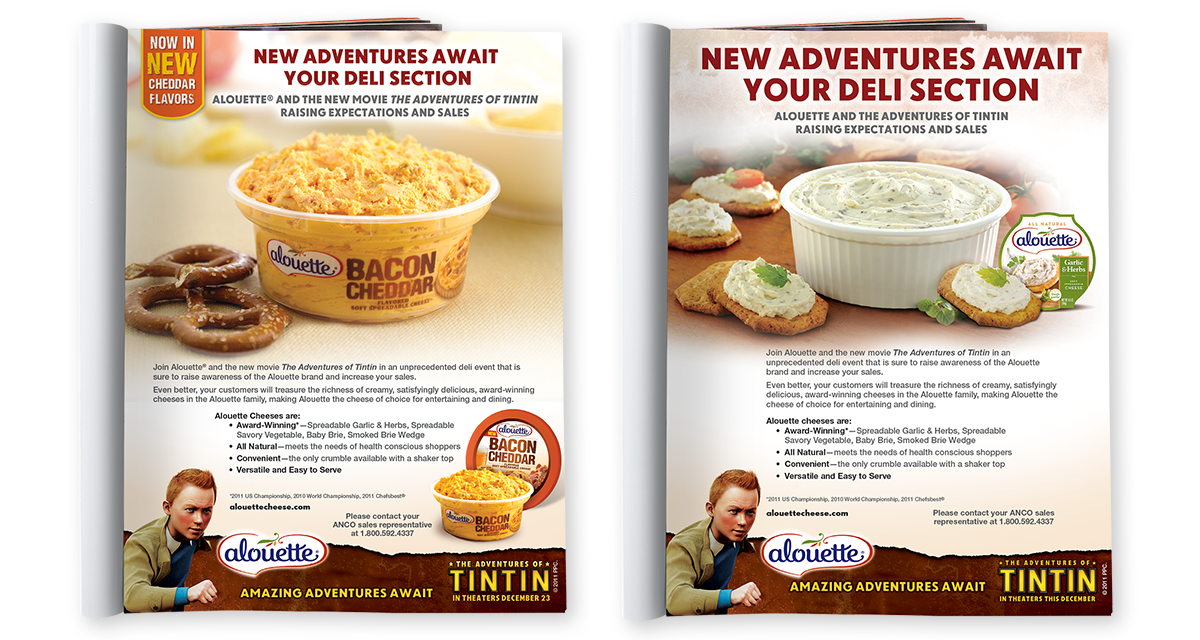 NOW IN
NEW
CHEDDAR
FLAVORS
NEW ADVENTURES AWAIT
YOUR DELI SECTION
ALOUETTE® AND THE NEW MOVIE THE ADVENTURES OF TINTIN
RAISING EXPECTATIONS AND SALES
alouette
BACON
CHEDDAR
FLAVORED
SOFT SPREADABLE CHEESE
Join Alouette® and the new movie The Adventures of Tintin in an unprecedented deli event that is
sure to raise awareness of the Alouette brand and increase your sales.
Even better, your customers will treasure the richness of creamy, satisfyingly delicious, award-winning
cheeses in the Alouette family, making Alouette the cheese of choice for entertaining and dining.
Alouette Cheeses are:
• Award-Winning*—Spreadable Garlic & Herbs, Spreadable
Savory Vegetable, Baby Brie, Smoked Brie Wedge
• All Natural—meets the needs of health conscious shoppers
• Convenient—the only crumble available with a shaker top
• Versatile and Easy to Serve
alouette
BACON
CHEDDAR
alouette
BACON
CHEDDAR
*2011 US Championship, 2010 World Championship, 2011 Chefsbest®
alouettecheese.com
Please contact your
ANCO sales representative
at 1.800.592.4337
alouette
AMAZING ADVENTURES AWAIT
THE ADVENTURES OF
TINTIN
IN THEATERS DECEMBER 23
© 2011 PPC.
NEW ADVENTURES AWAIT
YOUR DELI SECTION
ALOUETTE AND THE ADVENTURES OF TINTIN
RAISING EXPECTATIONS AND SALES
ALL NATURAL
alouette
Garlic
& Herbs
SOFT
SPREADABLE
CHEESE
Join Alouette and the new movie The Adventures of Tintin in an
unprecedented deli event that is sure to raise awareness of the Alouette
brand and increase your sales.
Even better, your customers will treasure the richness of creamy, satisfyingly
delicious, award-winning cheeses in the Alouette family, making Alouette the
cheese of choice for entertaining and dining.
Alouette cheeses are:
• Award-Winning*—Spreadable Garlic & Herbs, Spreadable
Savory Vegetable, Baby Brie, Smoked Brie Wedge
• All Natural—meets the needs of health conscious shoppers
• Convenient—the only crumble available with a shaker top
• Versatile and Easy to Serve
*2011 US Championship, 2010 World Championship, 2011 Chefsbest®
alouettecheese.com
Please contact your ANCO sales
representative at 1.800.592.4337
alouette
AMAZING ADVENTURES AWAIT
THE ADVENTURES OF
TINTIN
IN THEATERS THIS DECEMBER
© 2011 PPC.